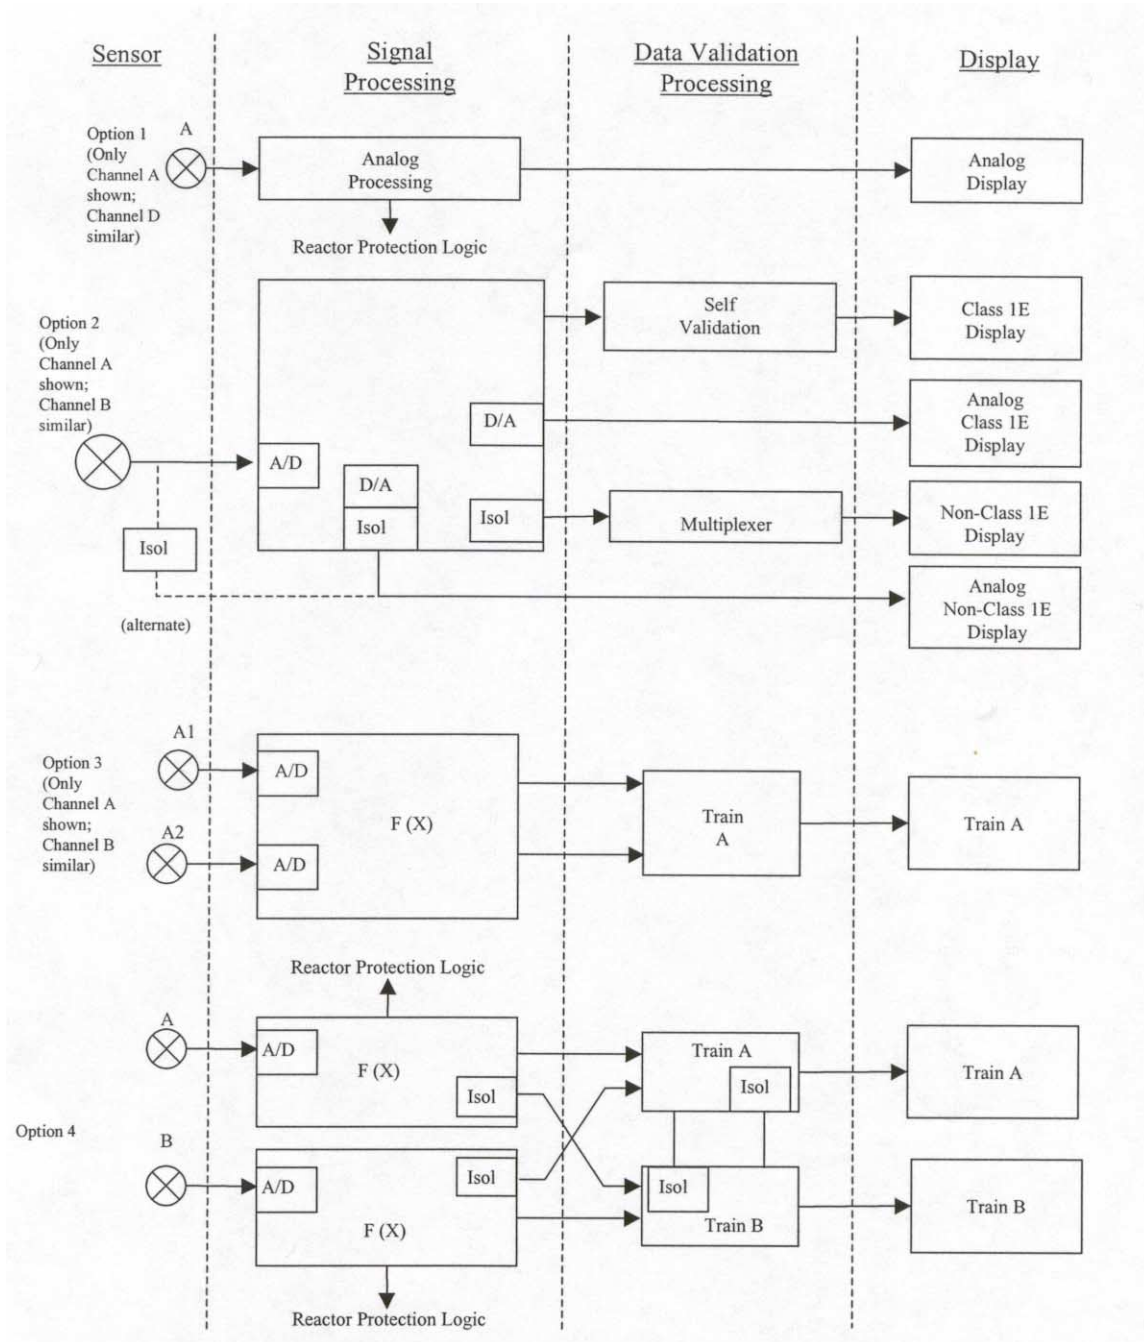 Sensor
Signal
Processing
Data Validation
Processing
Display
Option 1
(Only
Channel A
shown;
Channel D
similar)
A
Analog
Processing
Reactor Protection Logic
Analog
Display
Option 2
(Only
Channel A
shown;
Channel B
similar)
A/D
D/A
Isol
D/A
Isol
Isol
(alternate)
Self
Validation
Multiplexer
Class 1E
Display
Analog
Class 1E
Display
Non-Class 1E
Display
Analog
Non-Class 1E
Display
Option 3
(Only
Channel A
shown;
Channel B
similar)
A1
A2
A/D
A/D
F (X)
Train
A
Train A
Reactor Protection Logic
Option 4
A
A/D
F (X)
Isol
Train A
Isol
Train A
B
A/D
Isol
F (X)
Isol
Train B
Train B
Reactor Protection Logic